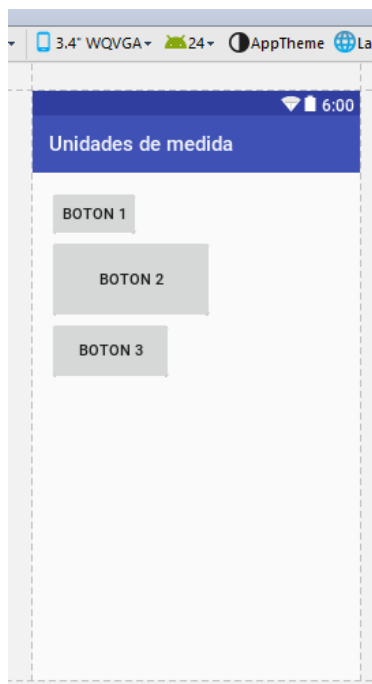 3.4" WQVGA 24 AppTheme La
6:00
Unidades de medida
BOTON 1
BOTON 2
BOTON 3